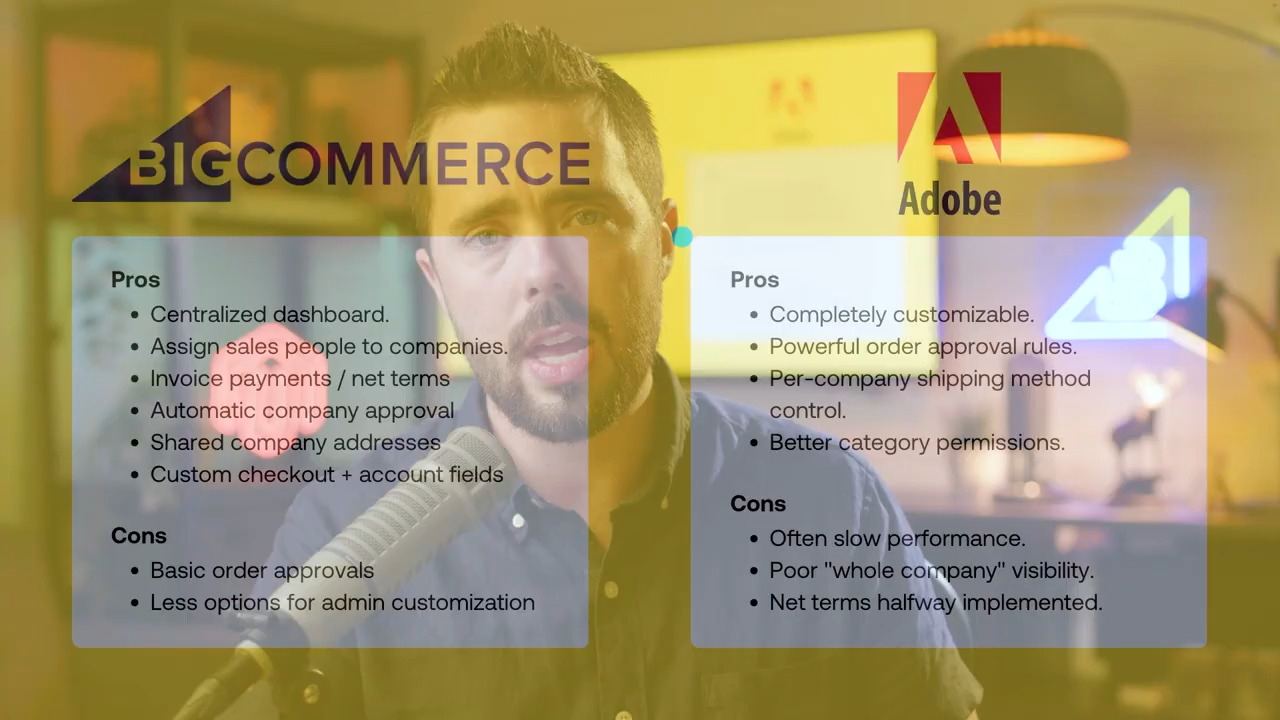 BIGCOMMERCE
Pros
• Centralized dashboard.
• Assign sales people to companies.
• Invoice payments / net terms
• Automatic company approval
• Shared company addresses
• Custom checkout + account fields
Cons
• Basic order approvals
• Less options for admin customization
Adobe
Pros
• Completely customizable.
• Powerful order approval rules.
• Per-company shipping method
control.
• Better category permissions.
Cons
• Often slow performance.
• Poor "whole company" visibility.
• Net terms halfway implemented.